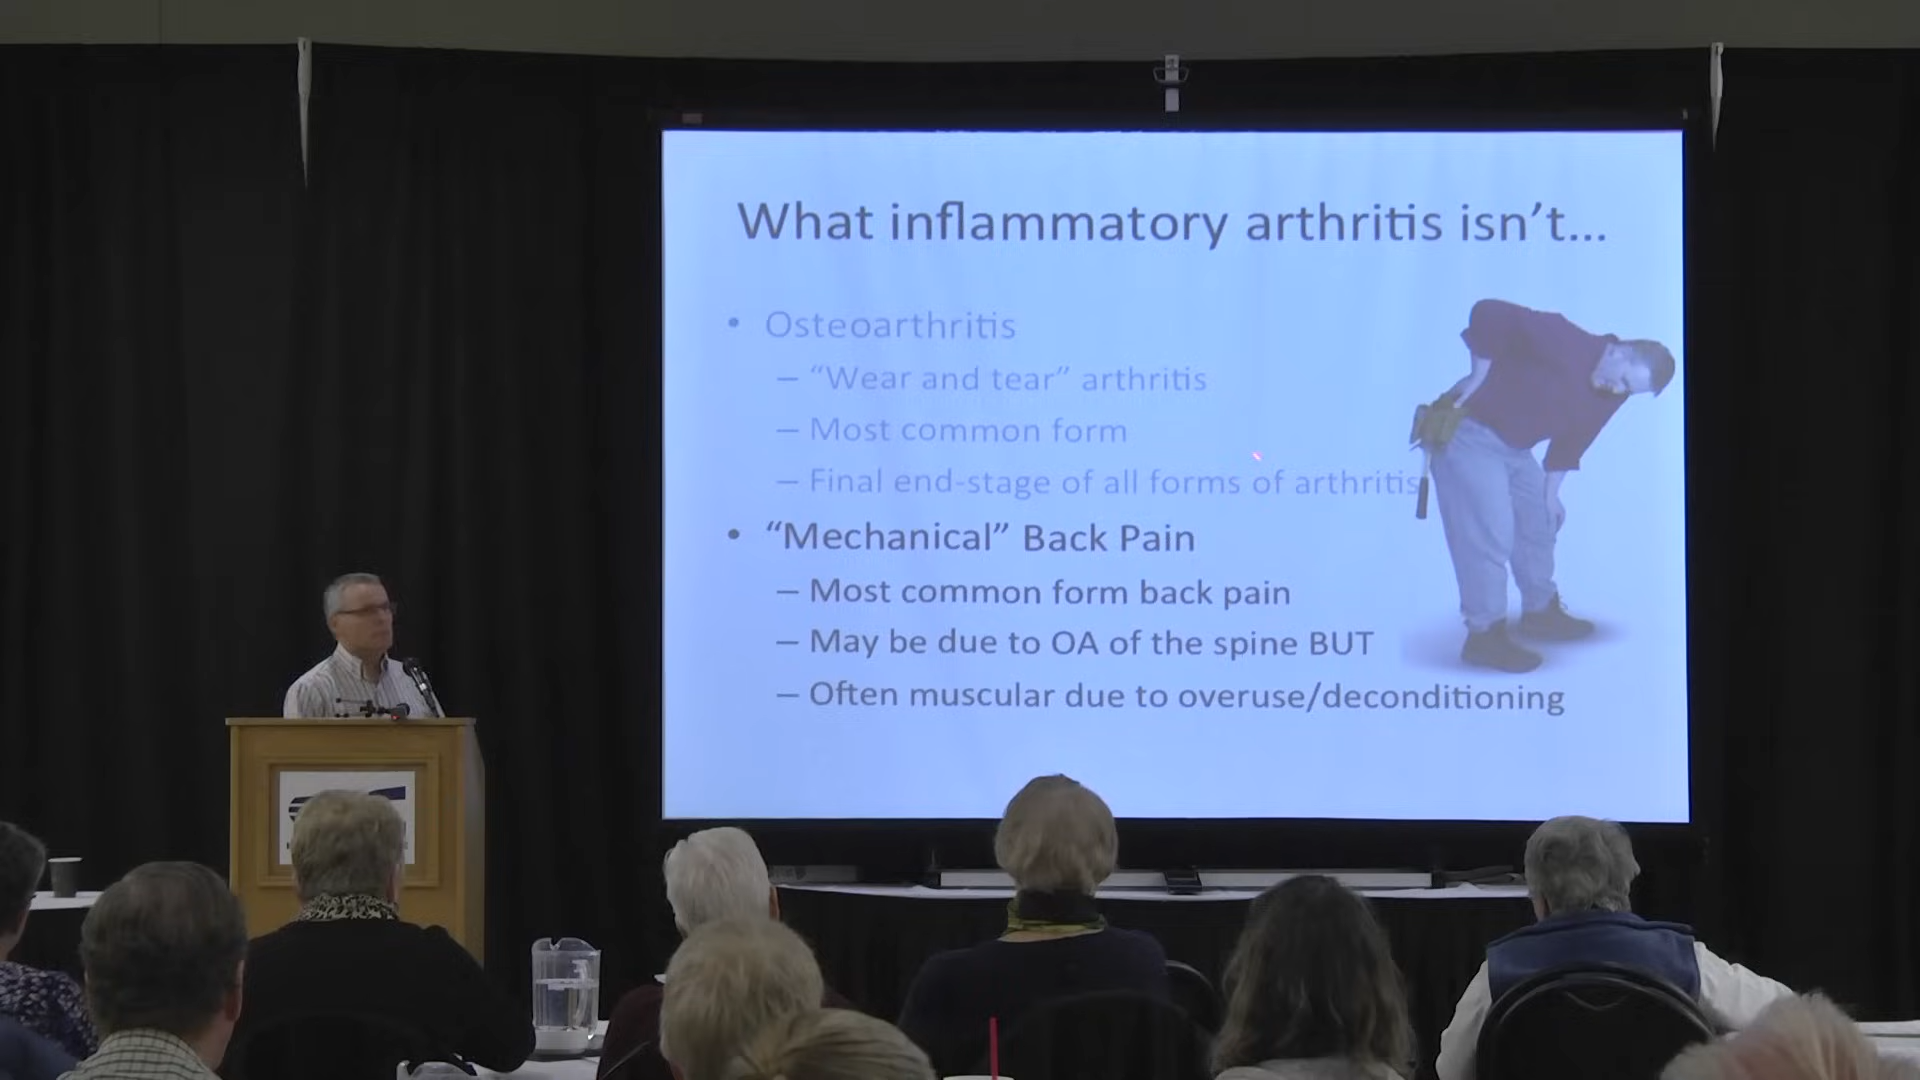 What inflammatory arthritis isn't...
• Osteoarthritis
– "Wear and tear" arthritis
– Most common form
– Final end-stage of all forms of arthritis
• "Mechanical" Back Pain
– Most common form back pain
– May be due to OA of the spine BUT
– Often muscular due to overuse/deconditioning